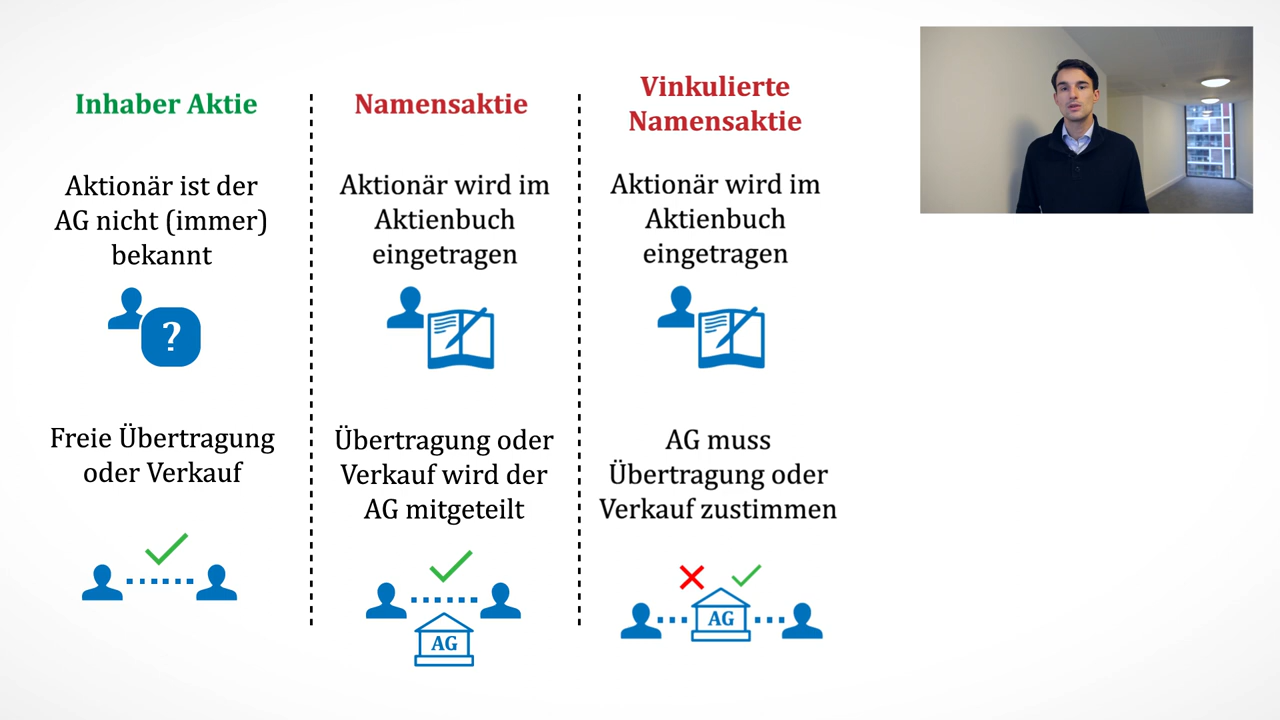 Inhaber Aktie
Aktionär ist der
AG nicht (immer)
bekannt
?
Freie Übertragung
oder Verkauf
Namensaktie
Aktionär wird im
Aktienbuch
eingetragen
Übertragung oder
Verkauf wird der
AG mitgeteilt
AG
Vinkulierte
Namensaktie
Aktionär wird im
Aktienbuch
eingetragen
AG muss
Übertragung oder
Verkauf zustimmen
AG